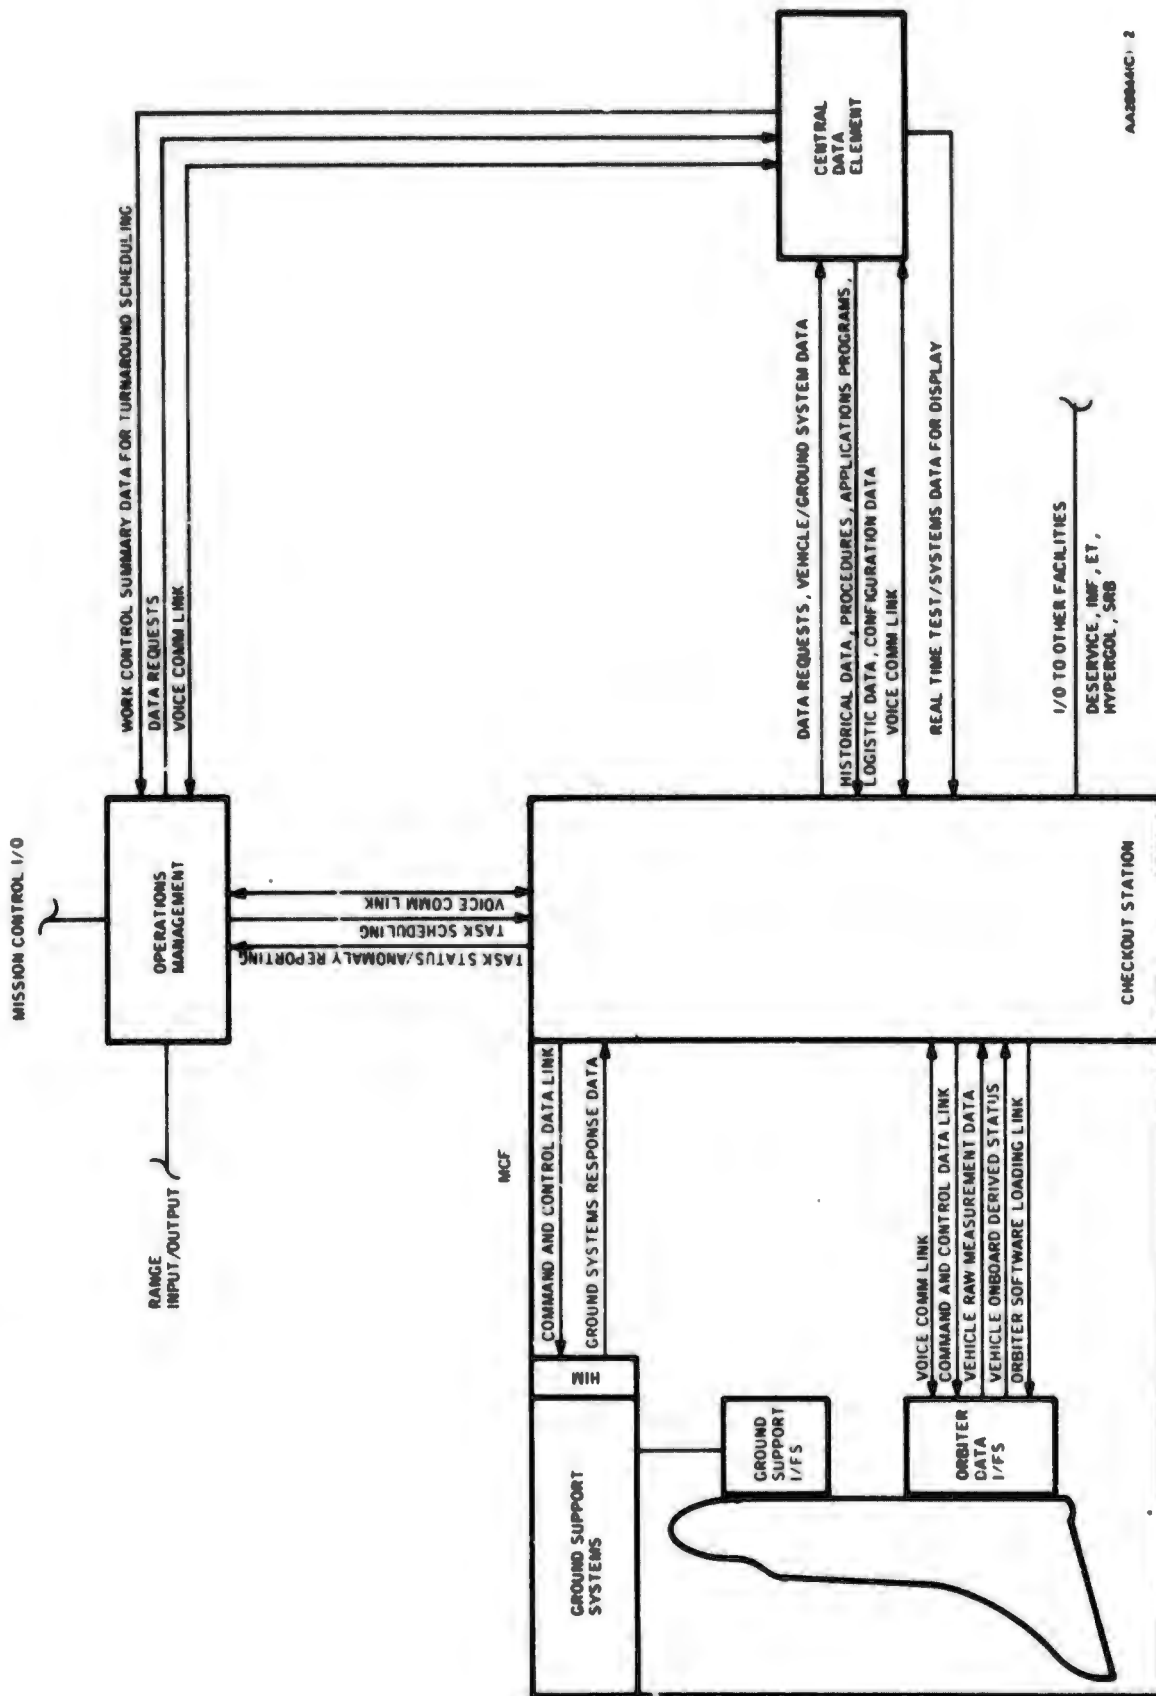 MISSION CONTROL I/O
RANGE
INPUT/OUTPUT
OPERATIONS
MANAGEMENT
WORK CONTROL SUMMARY DATA FOR TURNAROUND SCHEDULING
DATA REQUESTS
VOICE COMM LINK
TASK STATUS/ANOMALY REPORTING
TASK SCHEDULING
VOICE COMM LINK
MCF
GROUND SUPPORT
SYSTEMS
HIM
COMMAND AND CONTROL DATA LINK
GROUND SYSTEMS RESPONSE DATA
GROUND
SUPPORT
I/FS
ORBITER
DATA
I/FS
VOICE COMM LINK
COMMAND AND CONTROL DATA LINK
VEHICLE RAW MEASUREMENT DATA
VEHICLE ONBOARD DERIVED STATUS
ORBITER SOFTWARE LOADING LINK
CHECKOUT STATION
DATA REQUESTS, VEHICLE/GROUND SYSTEM DATA
HISTORICAL DATA, PROCEDURES, APPLICATIONS PROGRAMS,
LOGISTIC DATA, CONFIGURATION DATA
VOICE COMM LINK
REAL TIME TEST/SYSTEMS DATA FOR DISPLAY
CENTRAL
DATA
ELEMENT
I/O TO OTHER FACILITIES
DESERVICE, IMF, ET,
HYPERGOL, SRB